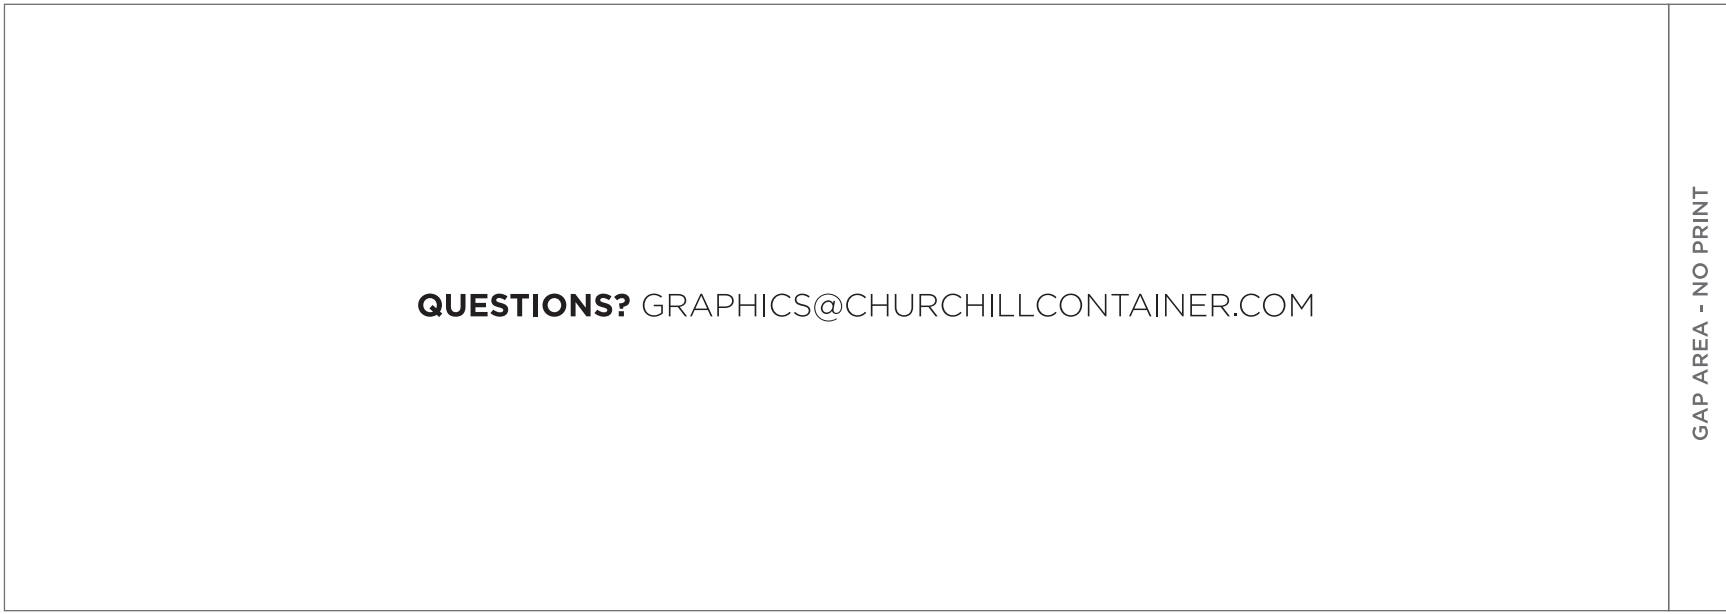 QUESTIONS? GRAPHICS@CHURCHILLCONTAINER.COM
GAP AREA - NO PRINT